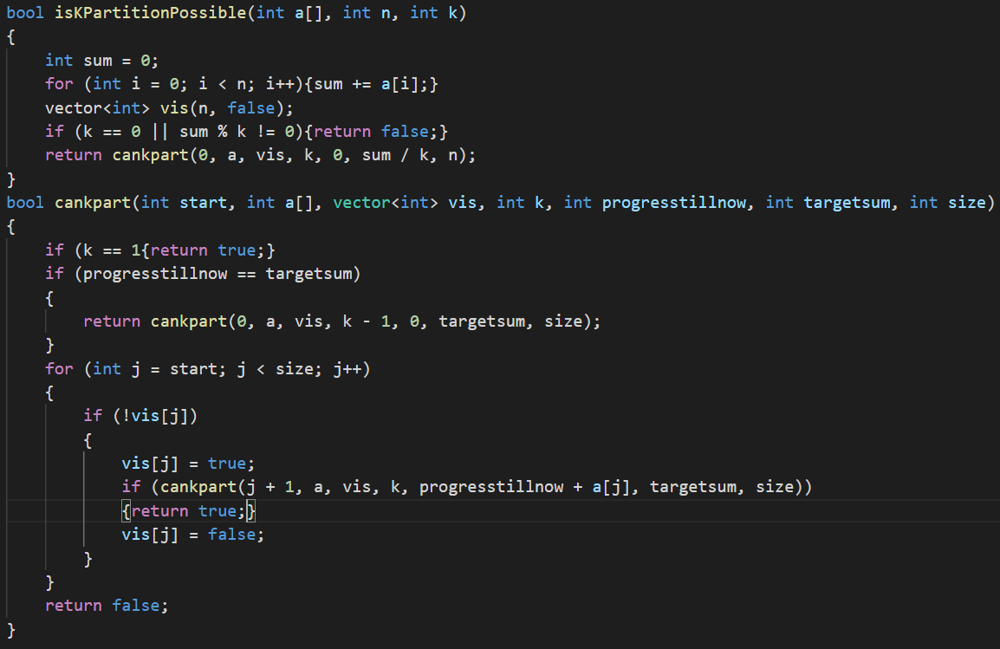 bool isKPartitionPossible(int a[], int n, int k)
{
    int sum = 0;
    for (int i = 0; i < n; i++){sum += a[i];}
    vector<int> vis(n, false);
    if (k == 0 || sum % k != 0){return false;}
    return cankpart(0, a, vis, k, 0, sum / k, n);
}
bool cankpart(int start, int a[], vector<int> vis, int k, int progresstillnow, int targetsum, int size)
{
    if (k == 1{return true;}
    if (progresstillnow == targetsum)
    {
        return cankpart(0, a, vis, k - 1, 0, targetsum, size);
    }
    for (int j = start; j < size; j++)
    {
        if (!vis[j])
        {
            vis[j] = true;
            if (cankpart(j + 1, a, vis, k, progresstillnow + a[j], targetsum, size))
            {return true;}
            vis[j] = false;
        }
    }
    return false;
}